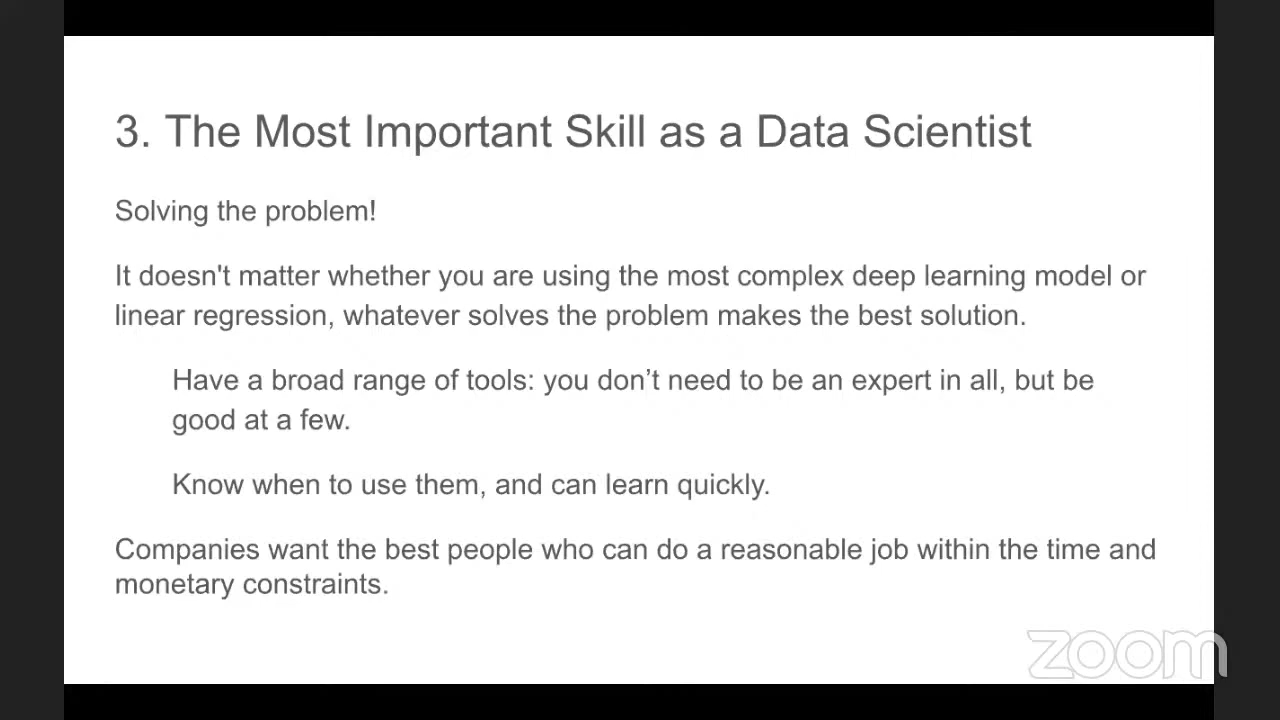 3. The Most Important Skill as a Data Scientist
Solving the problem!
It doesn't matter whether you are using the most complex deep learning model or
linear regression, whatever solves the problem makes the best solution.
Have a broad range of tools: you don’t need to be an expert in all, but be
good at a few.
Know when to use them, and can learn quickly.
Companies want the best people who can do a reasonable job within the time and
monetary constraints.
zoom